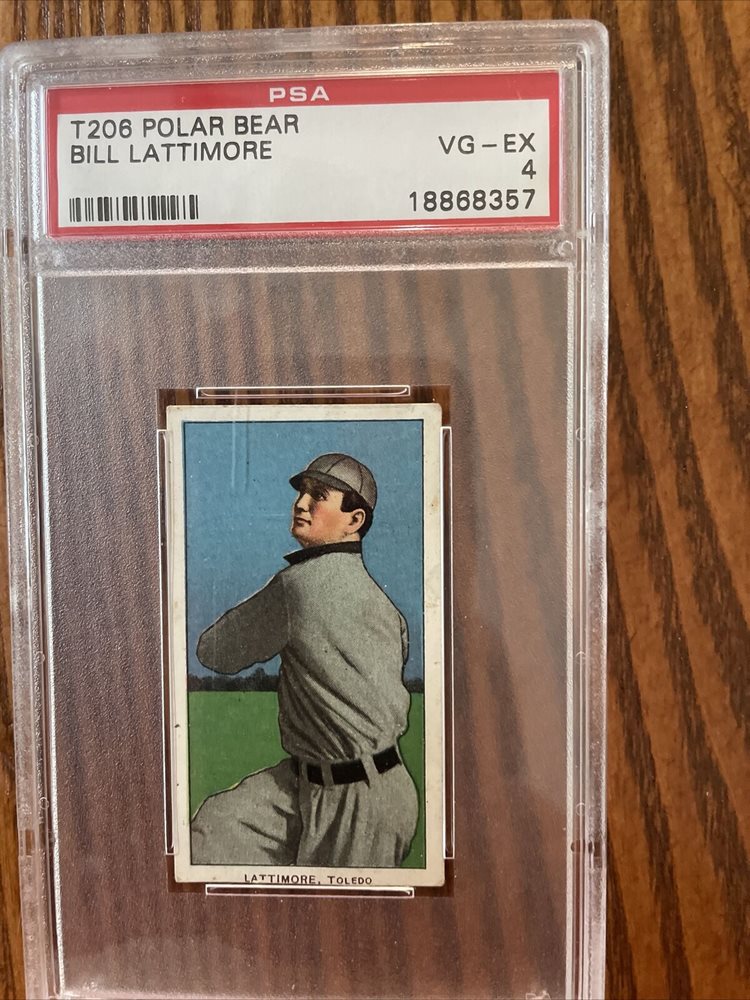 PSA
T206 POLAR BEAR
BILL LATTIMORE
VG - EX
4
18868357
LATTIMORE, TOLEDO